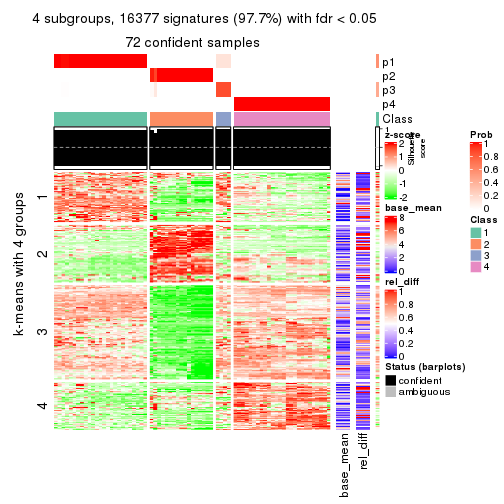 4 subgroups, 16377 signatures (97.7%) with fdr < 0.05
72 confident samples
p1
p2
p3
p4
Class
1
Silhouette
score
z-score
2
1
0
-1
-2
Prob
1
0.8
0.6
0.4
0.2
0
base_mean
8
6
4
2
0
Class
1
2
3
4
rel_diff
1
0.8
0.6
0.4
0.2
0
Status (barplots)
confident
ambiguous
k-means with 4 groups
1
2
3
4
base_mean
rel_diff